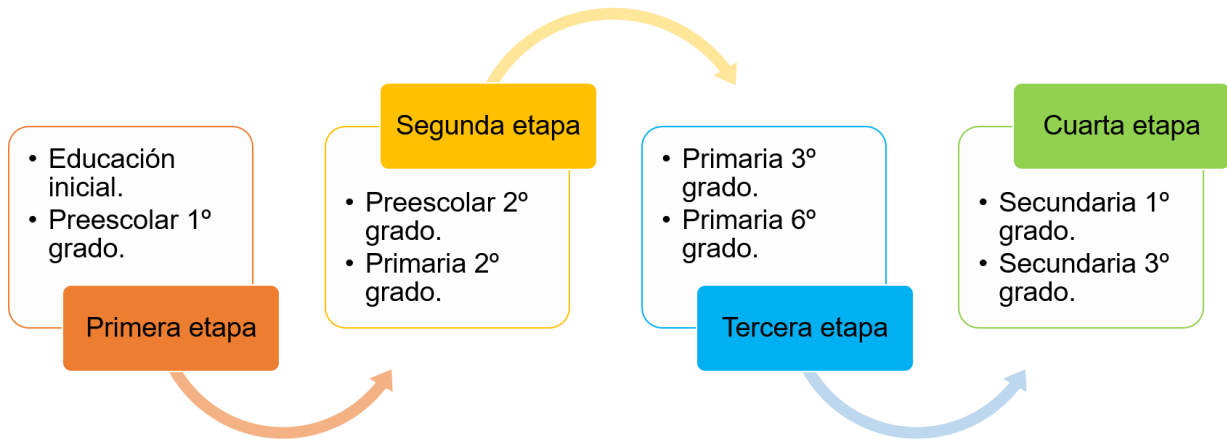 • Educación
inicial.
• Preescolar 1º
grado.
Primera etapa
Segunda etapa
• Preescolar 2º
grado.
• Primaria 2º
grado.
• Primaria 3º
grado.
• Primaria 6º
grado.
Tercera etapa
Cuarta etapa
• Secundaria 1º
grado.
• Secundaria 3º
grado.